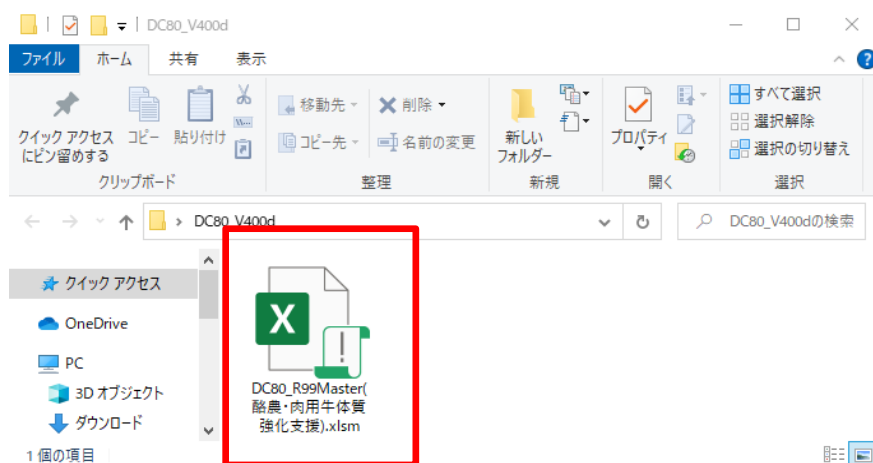 DC80_V400d
ファイル ホーム 共有 表示
クイック アクセス
にピン留めする
コピー
貼り付け
移動先
コピー先
削除
名前の変更
新しい
フォルダー
プロパティ
すべて選択
選択解除
選択の切り替え
クリップボード 整理 新規 開く 選択
DC80_V400d
DC80_V400dの検索
クイック アクセス
OneDrive
PC
3D オブジェクト
ダウンロード
DC80_R99Master(
酪農・肉用牛体質
強化支援).xlsm
1 個の項目